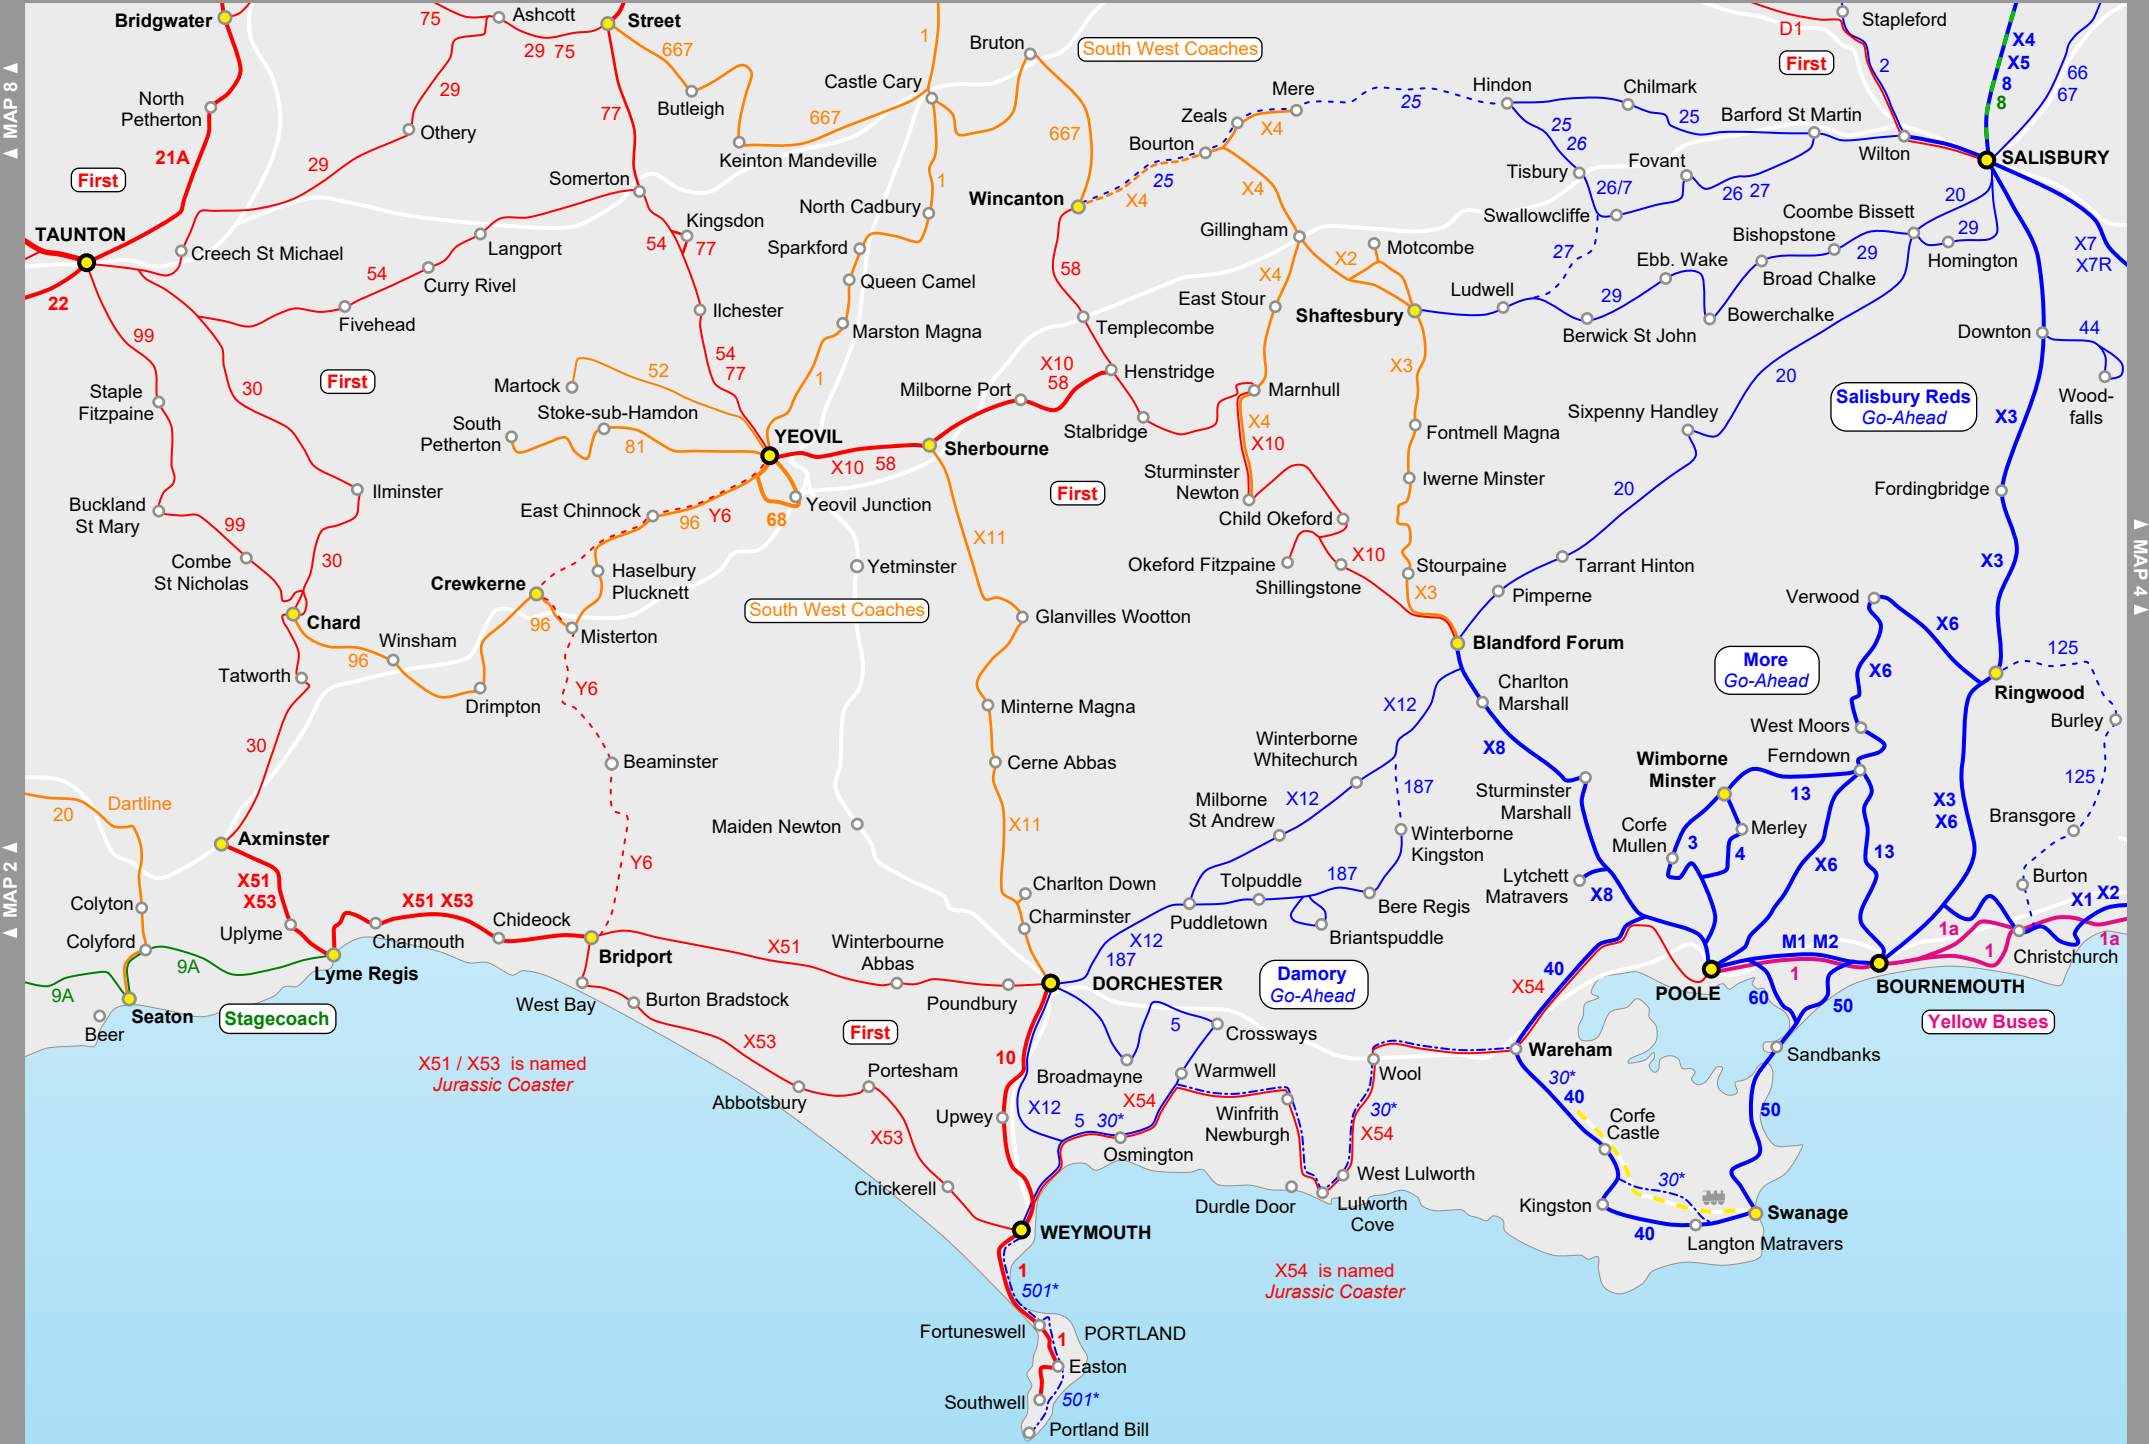 Bridgwater
75
Ashcott
Street
29 75
667
1
Bruton
South West Coaches
D1
First
Stapleford
2
X4
X5
8
8
66
67
MAP 8
North
Petherton
21A
First
29
Othery
29
77
Butleigh
667
Keinton Mandeville
Castle Cary
667
Zeals
Mere
X4
25
Hindon
Chilmark
25
Barford St Martin
Wilton
SALISBURY
Bourton
25
X4
X4
25
26
Tisbury
Fovant
26/7
26 27
Somerton
Kingsdon
54
77
Langport
1
North Cadbury
Sparkford
Wincanton
Swallowcliffe
Coombe Bissett
20
29
Bishopstone
29
Homington
X7
X7R
TAUNTON
22
Creech St Michael
54
Curry Rivel
Fivehead
Queen Camel
Ilchester
Marston Magna
58
Gillingham
X2
Motcombe
X4
27
Ebb. Wake
Broad Chalke
Ludwell
29
Bowerchalke
Berwick St John
Downton
44
East Stour
Shaftesbury
Templecombe
99
Staple
Fitzpaine
30
First
Martock
52
54
77
1
Milborne Port
X10
58
Henstridge
Marnhull
X3
20
Salisbury Reds
Go-Ahead
Wood-
falls
X3
South
Petherton
Stoke-sub-Hamdon
81
YEOVIL
X10 58
Sherbourne
Stalbridge
X4
X10
Fontmell Magna
Sixpenny Handley
Buckland
St Mary
Ilminster
99
East Chinnock
96
Y6
68
Yeovil Junction
First
Sturminster
Newton
Iwerne Minster
20
Fordingbridge
MAP 4
Combe
St Nicholas
30
X11
Child Okeford
Okeford Fitzpaine
X10
Shillingstone
Stourpaine
X3
Tarrant Hinton
Pimperne
X3
Crewkerne
Haselbury
Plucknett
Yetminster
South West Coaches
Chard
96
Misterton
Glanvilles Wootton
Blandford Forum
Verwood
X6
Winsham
96
Tatworth
Drimpton
Y6
Minterne Magna
X12
Charlton
Marshall
More
Go-Ahead
X6
125
Ringwood
Burley
30
Beaminster
Cerne Abbas
Winterborne
Whitechurch
X8
West Moors
Ferndown
Wimborne
Minster
13
125
20
Dartline
Maiden Newton
X11
Milborne
St Andrew
X12
187
Sturminster
Marshall
Corfe
Mullen
3
Merley
4
X3
X6
Bransgore
Axminster
Y6
Winterborne
Kingston
X6
13
MAP 2
Colyton
X51
X53
Uplyme
X51 X53
Charmouth
Chideock
Charlton Down
Charminster
Tolpuddle
187
Puddletown
Bere Regis
Briantspuddle
Lytchett
Matravers
X8
Burton
X1
X2
Colyford
9A
Lyme Regis
Bridport
X51
Winterbourne
Abbas
X12
187
M1 M2
1a
1
1a
Christchurch
9A
Seaton
Beer
Stagecoach
West Bay
Burton Bradstock
Poundbury
DORCHESTER
Damory
Go-Ahead
40
X54
POOLE
1
60
50
BOURNEMOUTH
Yellow Buses
X51 / X53 is named
Jurassic Coaster
X53
First
10
5
Crossways
Wareham
Sandbanks
Abbotsbury
Portesham
Broadmayne
Warmwell
Wool
30*
40
50
Upwey
X12
X54
5 30*
Osmington
Winfrith
Newburgh
30*
X54
Corfe
Castle
X53
Chickerell
West Lulworth
Durdle Door
Lulworth
Cove
30*
Kingston
40
Swanage
Langton Matravers
WEYMOUTH
1
501*
X54 is named
Jurassic Coaster
Fortuneswell
PORTLAND
1
Easton
Southwell
501*
Portland Bill